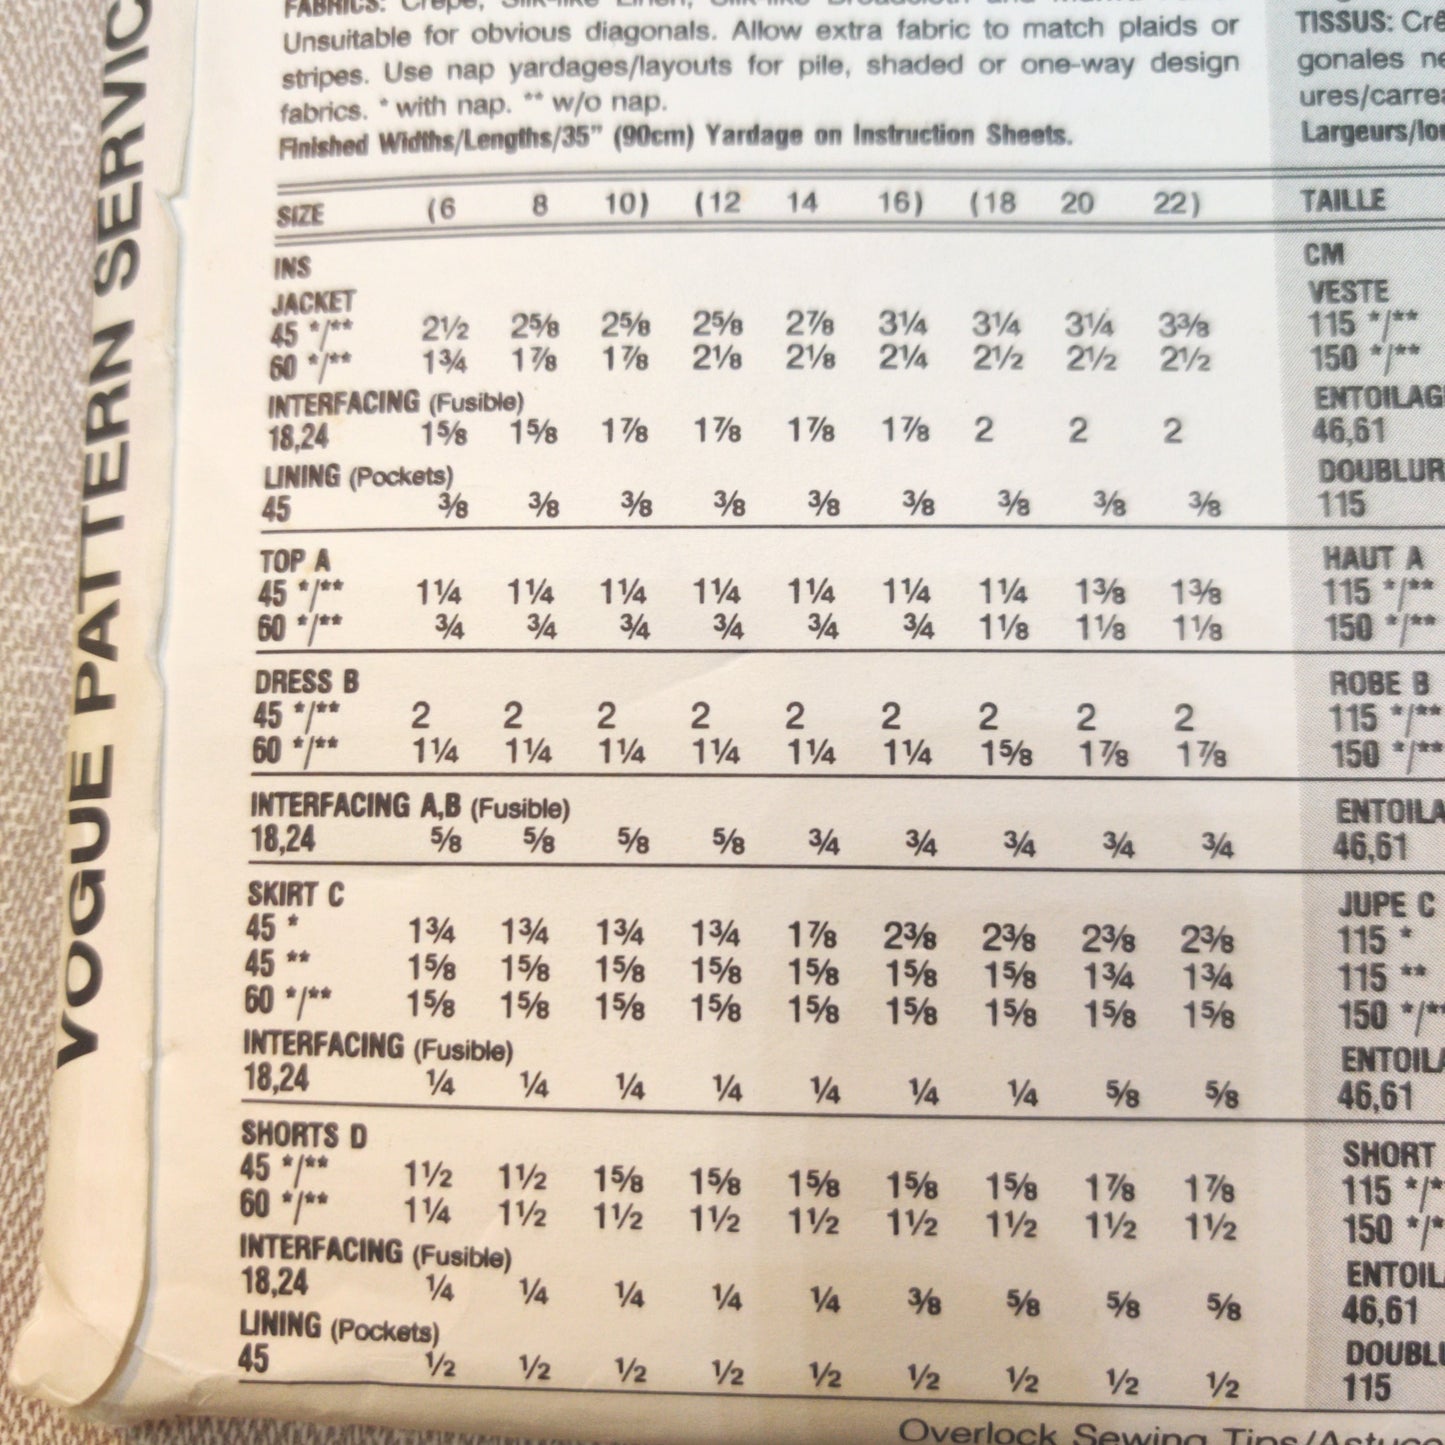 FABRICS: Crepe, Silk-like Linen, Silk-like Broadcloth and
Unsuitable for obvious diagonals. Allow extra fabric to match plaids or
stripes. Use nap yardages/layouts for pile, shaded or one-way design
fabrics. * with nap. ** w/o nap.
Finished Widths/Lengths/35" (90cm) Yardage on Instruction Sheets.
SIZE (6 8 10) (12 14 16) (18 20 22)
INS
JACKET
45 */** 2½ 2⅝ 2⅝ 2⅝ 2⅞ 3¼ 3¼ 3¼ 3⅜
60 */** 1¾ 1⅞ 1⅞ 2⅛ 2⅛ 2¼ 2½ 2½ 2½
INTERFACING (Fusible)
18,24 1⅝ 1⅝ 1⅞ 1⅞ 1⅞ 1⅞ 2 2 2
LINING (Pockets)
45 ⅜ ⅜ ⅜ ⅜ ⅜ ⅜ ⅜ ⅜ ⅜
TOP A
45 */** 1¼ 1¼ 1¼ 1¼ 1¼ 1¼ 1¼ 1⅜ 1⅜
60 */** ¾ ¾ ¾ ¾ ¾ ¾ 1⅛ 1⅛ 1⅛
DRESS B
45 */** 2 2 2 2 2 2 2 2 2
60 */** 1¼ 1¼ 1¼ 1¼ 1¼ 1¼ 1⅝ 1⅞ 1⅞
INTERFACING A,B (Fusible)
18,24 ⅝ ⅝ ⅝ ⅝ ¾ ¾ ¾ ¾ ¾
SKIRT C
45 * 1¾ 1¾ 1¾ 1¾ 1⅞ 2⅜ 2⅜ 2⅜ 2⅜
45 ** 1⅝ 1⅝ 1⅝ 1⅝ 1⅝ 1⅝ 1⅝ 1¾ 1¾
60 */** 1⅝ 1⅝ 1⅝ 1⅝ 1⅝ 1⅝ 1⅝ 1⅝ 1⅝
INTERFACING (Fusible)
18,24 ¼ ¼ ¼ ¼ ¼ ¼ ¼ ⅝ ⅝
SHORTS D
45 */** 1½ 1½ 1⅝ 1⅝ 1⅝ 1⅝ 1⅝ 1⅞ 1⅞
60 */** 1¼ 1½ 1½ 1½ 1½ 1½ 1½ 1½ 1½
INTERFACING (Fusible)
18,24 ¼ ¼ ¼ ¼ ¼ ⅜ ⅝ ⅝ ⅝
LINING (Pockets)
45 ½ ½ ½ ½ ½ ½ ½ ½ ½
Overlock Sewing Tips/Astuce
TISSUS: Crê
gonales ne
ures/carrea
Largeurs/lon
TAILLE
CM
VESTE
115 */**
150 */**
ENTOILAG
46,61
DOUBLUR
115
HAUT A
115 */**
150 */**
ROBE B
115 */**
150 */**
ENTOILA
46,61
JUPE C
115 *
115 **
150 */**
ENTOILA
46,61
SHORT
115 */*
150 */*
ENTOIL
46,61
DOUBLU
115
VOGUE PATTERN SERVIC